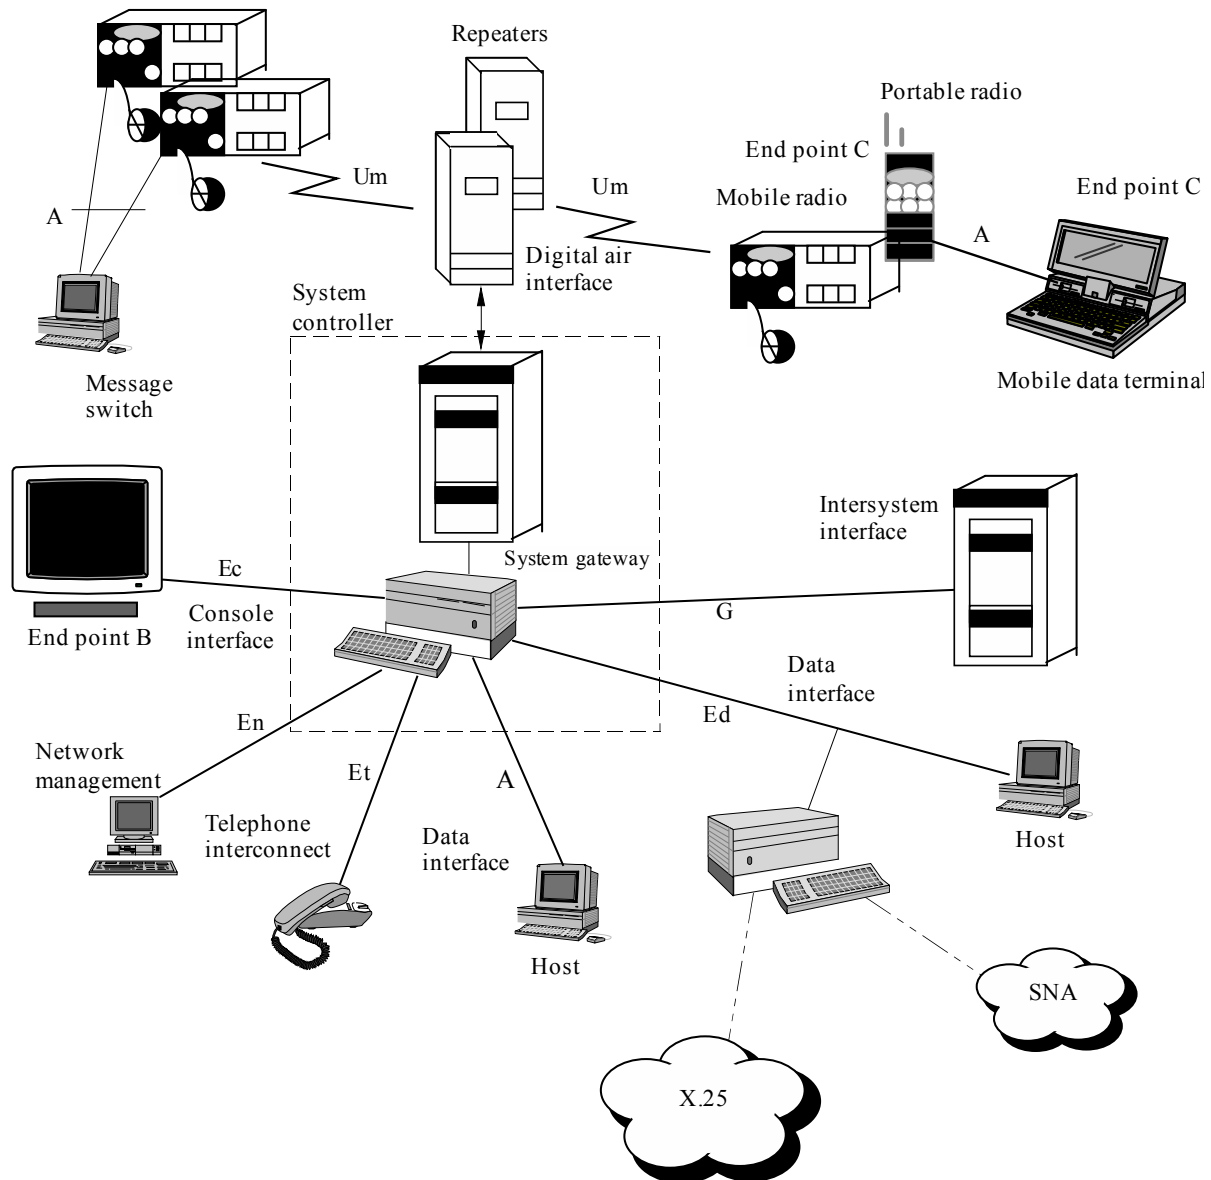 Repeaters
Portable radio
End point C
Um
Um
Mobile radio
End point C
A
A
Digital air
interface
System
controller
Message
switch
Mobile data terminal
Intersystem
interface
System gateway
Ec
Console
interface
End point B
G
Data
interface
Ed
En
Network
management
Et
A
Telephone
interconnect
Data
interface
Host
Host
SNA
X.25